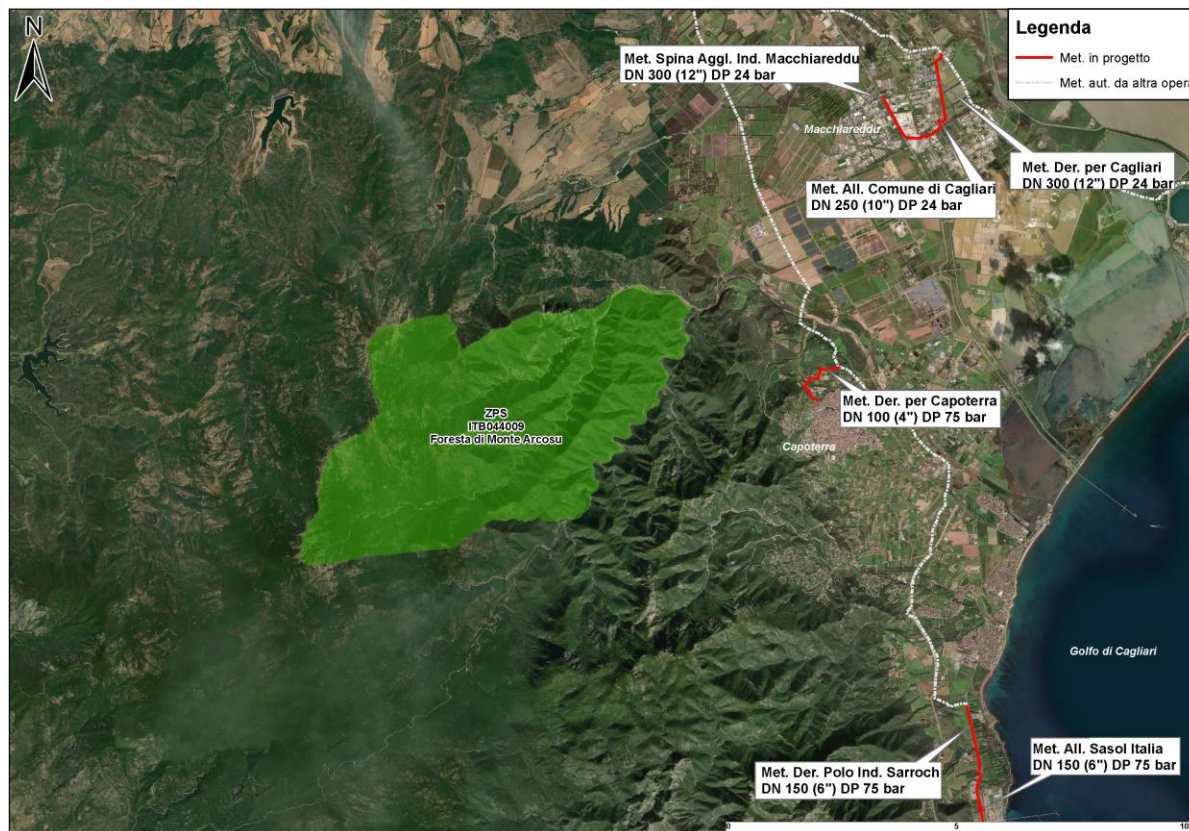 N
Legenda
Met. in progetto
Met. aut. da altra opera
Met. Spina Aggl. Ind. Macchiareddu
DN 300 (12") DP 24 bar
Macchiareddu
Met. Der. per Cagliari
DN 300 (12") DP 24 bar
Met. All. Comune di Cagliari
DN 250 (10") DP 24 bar
ZPS
ITB044009
Foresta di Monte Arcosu
Met. Der. per Capoterra
DN 100 (4") DP 75 bar
Capoterra
Golfo di Cagliari
Met. All. Sasol Italia
DN 150 (6") DP 75 bar
Met. Der. Polo Ind. Sarroch
DN 150 (6") DP 75 bar
0 5 10